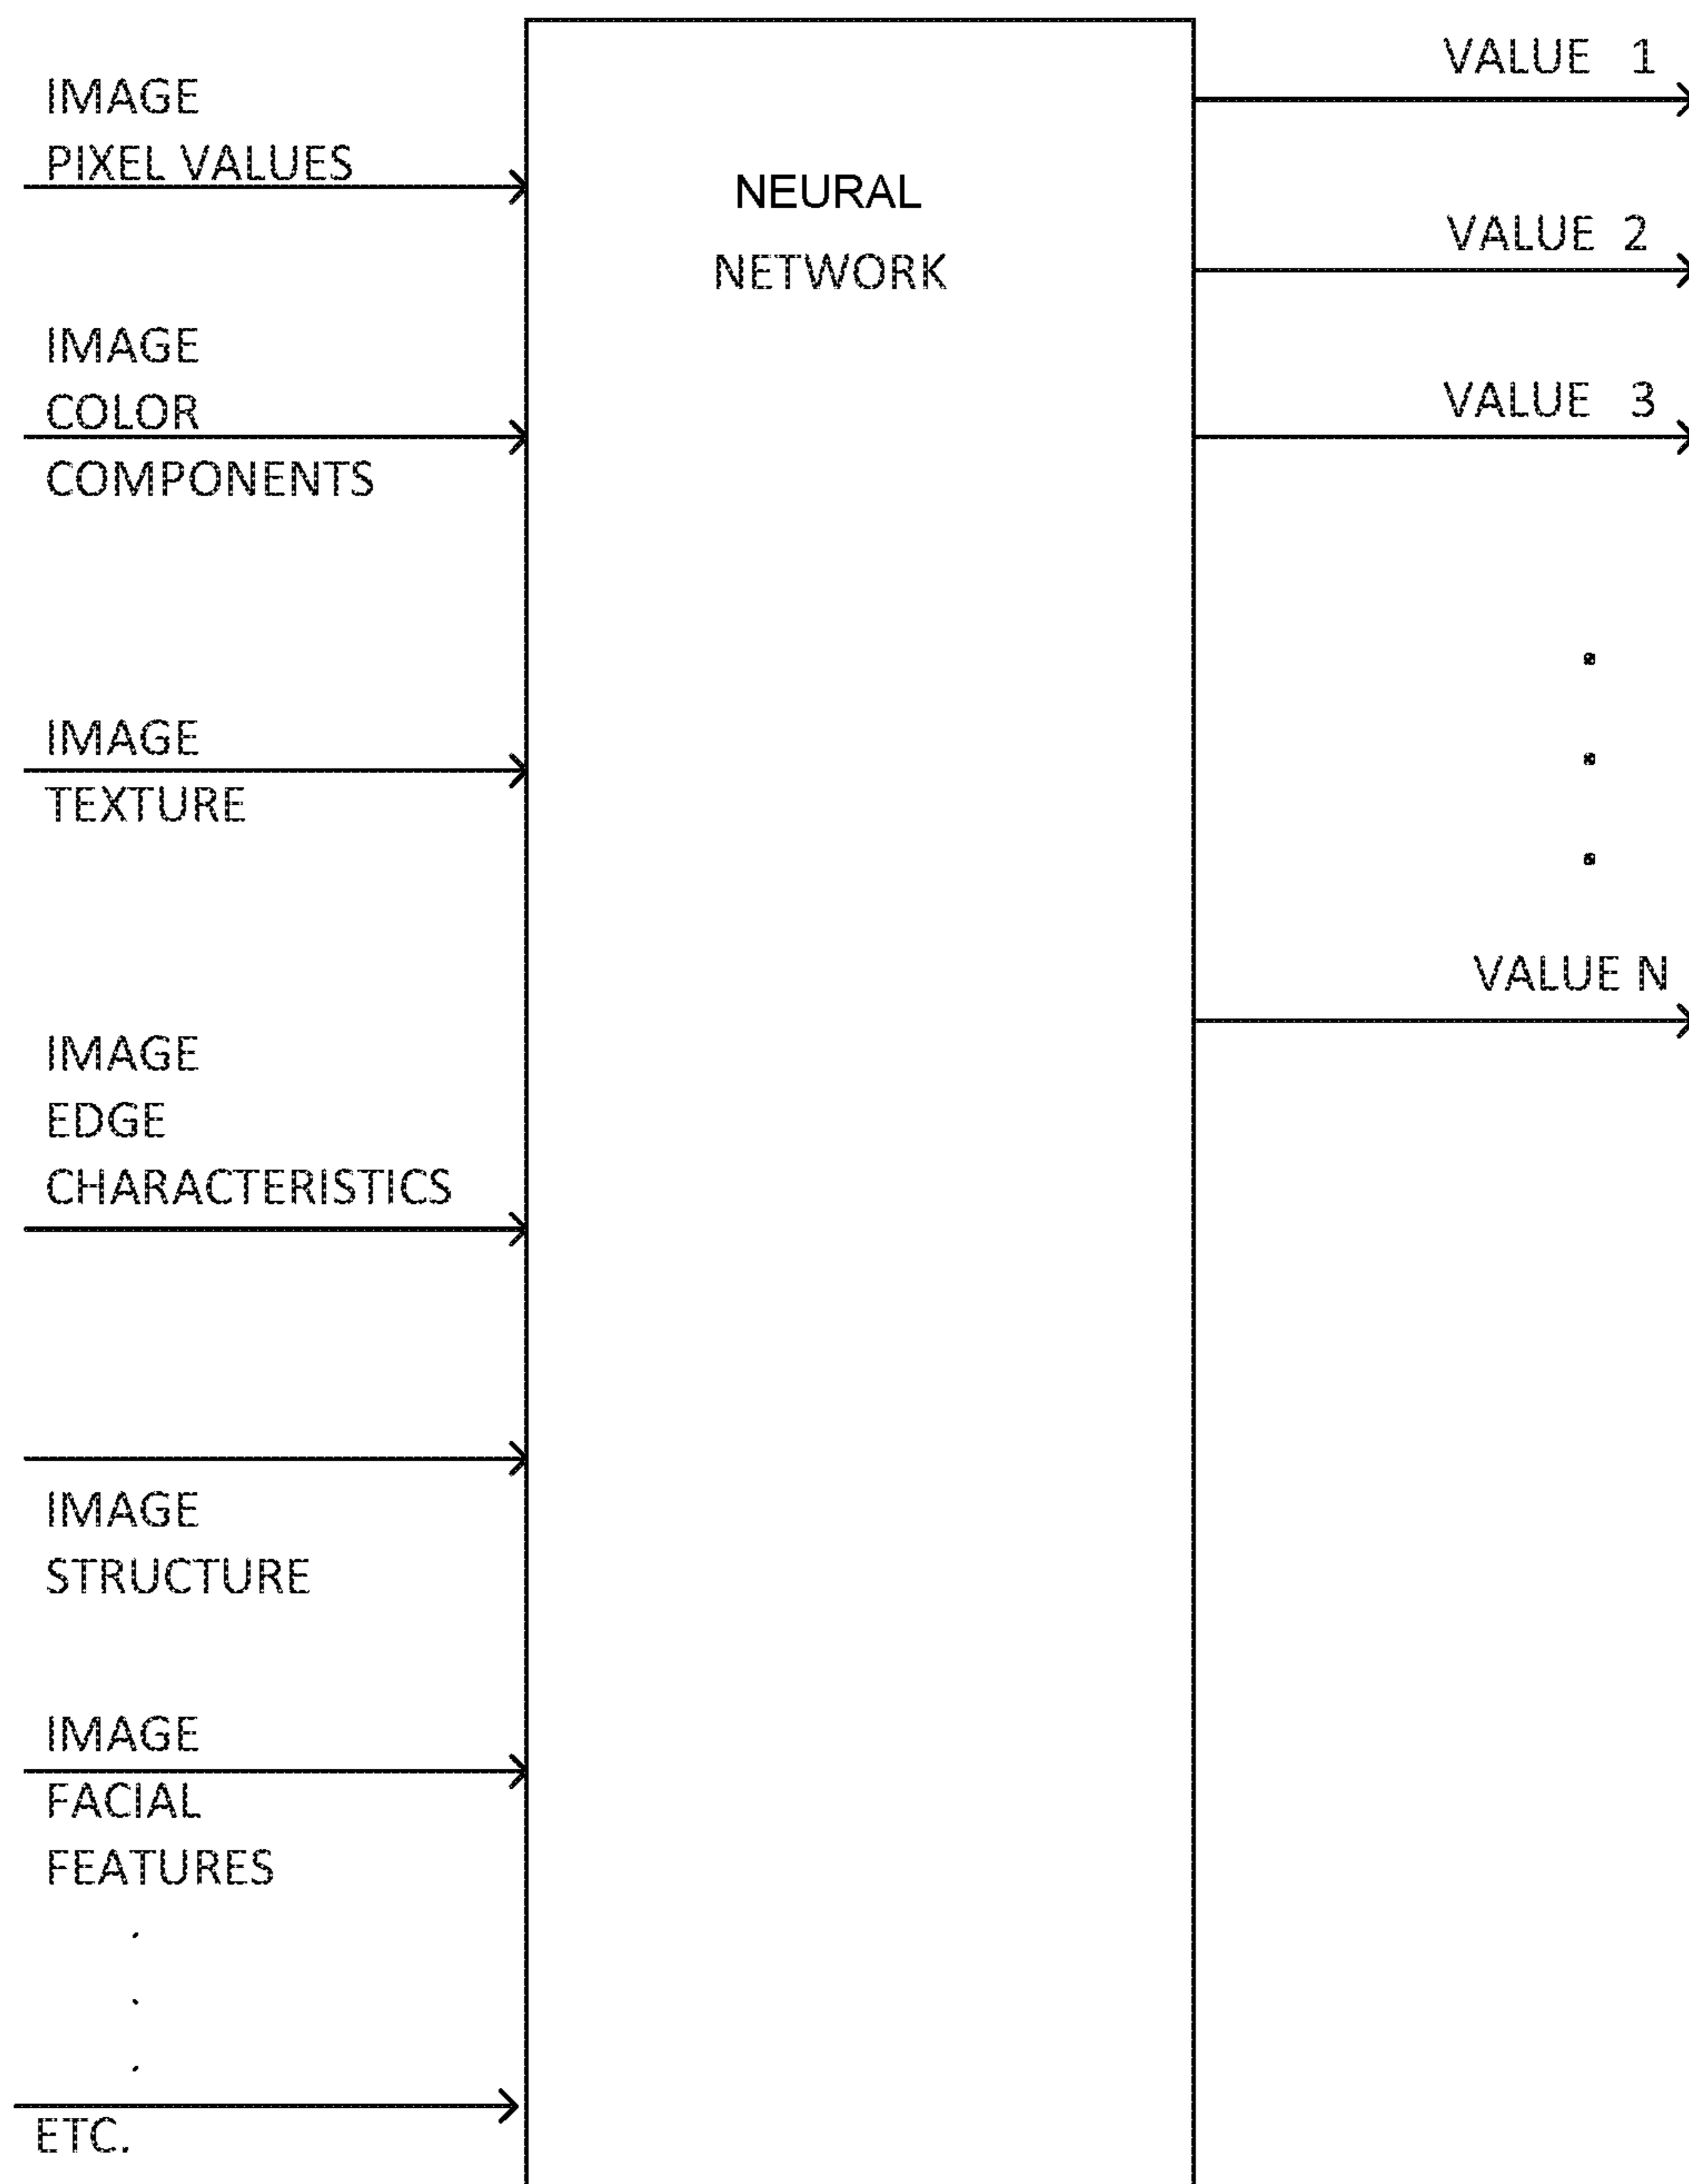 IMAGE
PIXEL VALUES
IMAGE
COLOR
COMPONENTS
IMAGE
TEXTURE
IMAGE
EDGE
CHARACTERISTICS
IMAGE
STRUCTURE
IMAGE
FACIAL
FEATURES
.
.
.
ETC.
NEURAL
NETWORK
VALUE 1
VALUE 2
VALUE 3
.
.
.
VALUE N